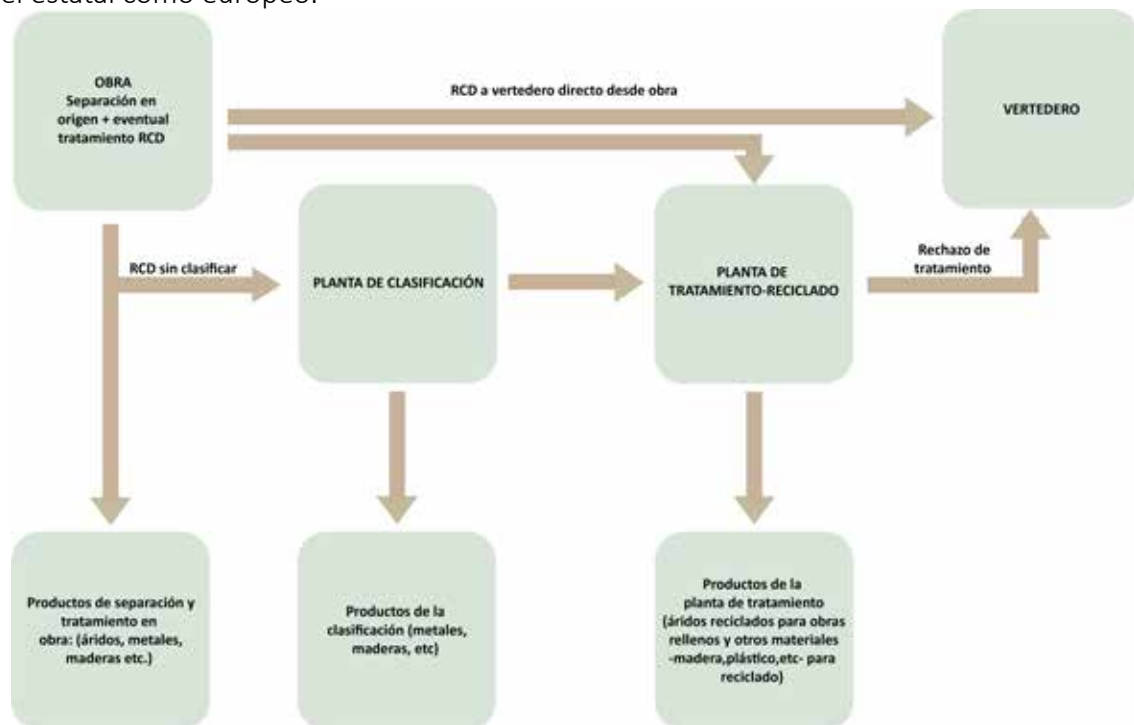 el estatal como europeo.
OBRA
Separación en
origen + eventual
tratamiento RCD
RCD a vertedero directo desde obra
VERTEDERO
RCD sin clasificar
PLANTA DE CLASIFICACIÓN
PLANTA DE
TRATAMIENTO-RECICLADO
Rechazo de
tratamiento
Productos de separación y
tratamiento en
obra: (áridos, metales,
maderas etc.)
Productos de la
clasificación (metales,
maderas, etc)
Productos de la
planta de tratamiento
(áridos reciclados para obras
rellenos y otros materiales
-madera,plástico,etc- para
reciclado)